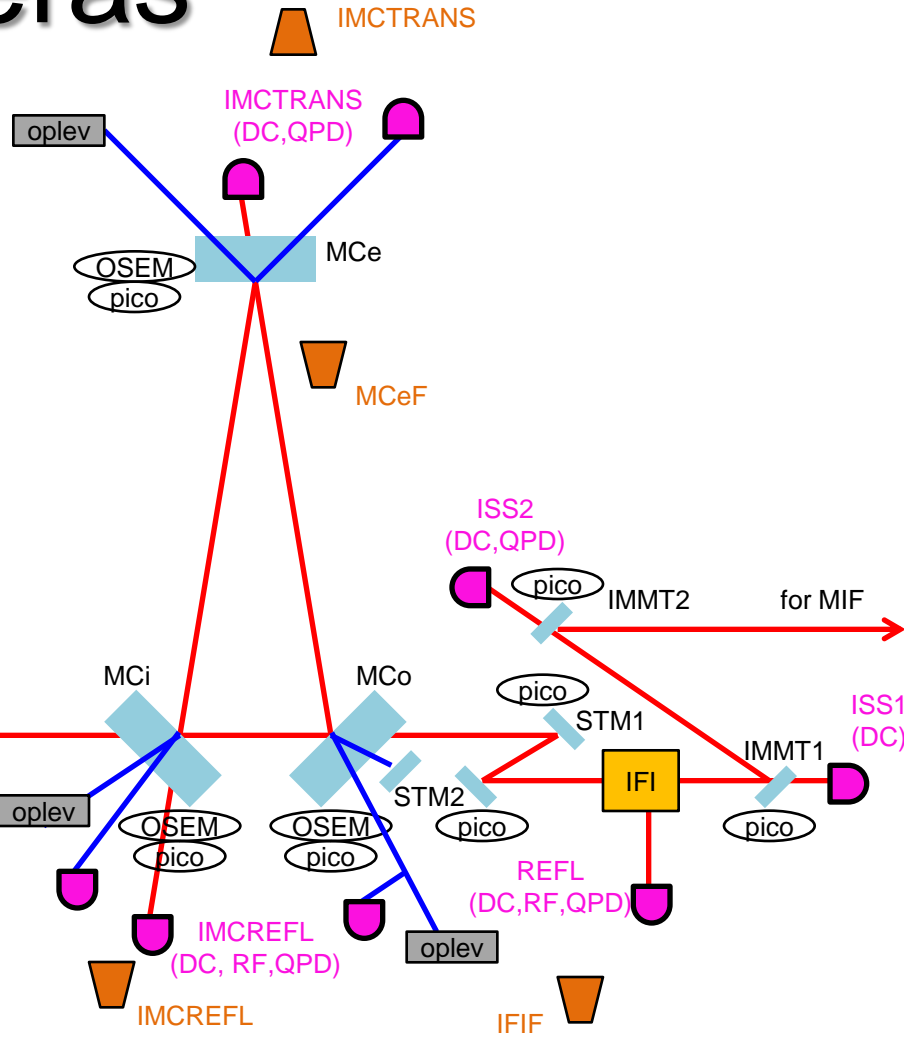 IMCTRANS
IMCTRANS
(DC,QPD)
oplev
MCe
OSEM
pico
MCeF
ISS2
(DC,QPD)
pico
IMMT2
for MIF
MCi
MCo
pico
STM1
ISS1
(DC)
IMMT1
IFI
STM2
oplev
OSEM
pico
OSEM
pico
pico
pico
REFL
(DC,RF,QPD)
IMCREFL
(DC, RF,QPD)
oplev
IMCREFL
IFIF